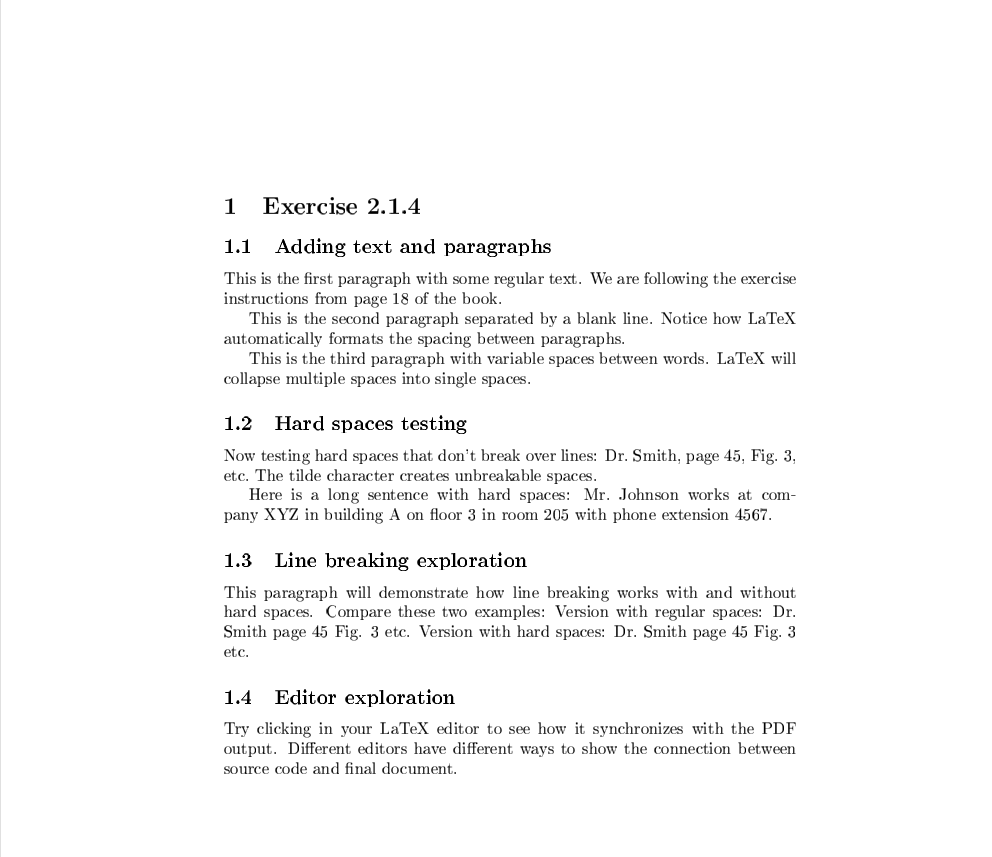 1 Exercise 2.1.4
1.1 Adding text and paragraphs
This is the first paragraph with some regular text. We are following the exercise
instructions from page 18 of the book.
This is the second paragraph separated by a blank line. Notice how LaTeX
automatically formats the spacing between paragraphs.
This is the third paragraph with variable spaces between words. LaTeX will
collapse multiple spaces into single spaces.
1.2 Hard spaces testing
Now testing hard spaces that don't break over lines: Dr. Smith, page 45, Fig. 3,
etc. The tilde character creates unbreakable spaces.
Here is a long sentence with hard spaces: Mr. Johnson works at com-
pany XYZ in building A on floor 3 in room 205 with phone extension 4567.
1.3 Line breaking exploration
This paragraph will demonstrate how line breaking works with and without
hard spaces. Compare these two examples: Version with regular spaces: Dr.
Smith page 45 Fig. 3 etc. Version with hard spaces: Dr. Smith page 45 Fig. 3
etc.
1.4 Editor exploration
Try clicking in your LaTeX editor to see how it synchronizes with the PDF
output. Different editors have different ways to show the connection between
source code and final document.